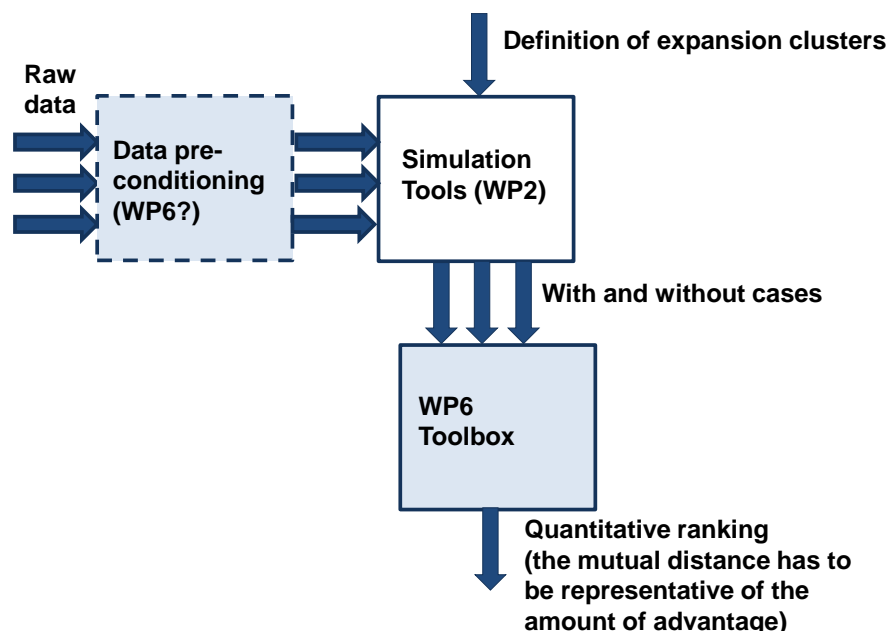 Definition of expansion clusters
Raw
data
Data pre-
conditioning
(WP6?)
Simulation
Tools (WP2)
With and without cases
WP6
Toolbox
Quantitative ranking
(the mutual distance has to
be representative of the
amount of advantage)